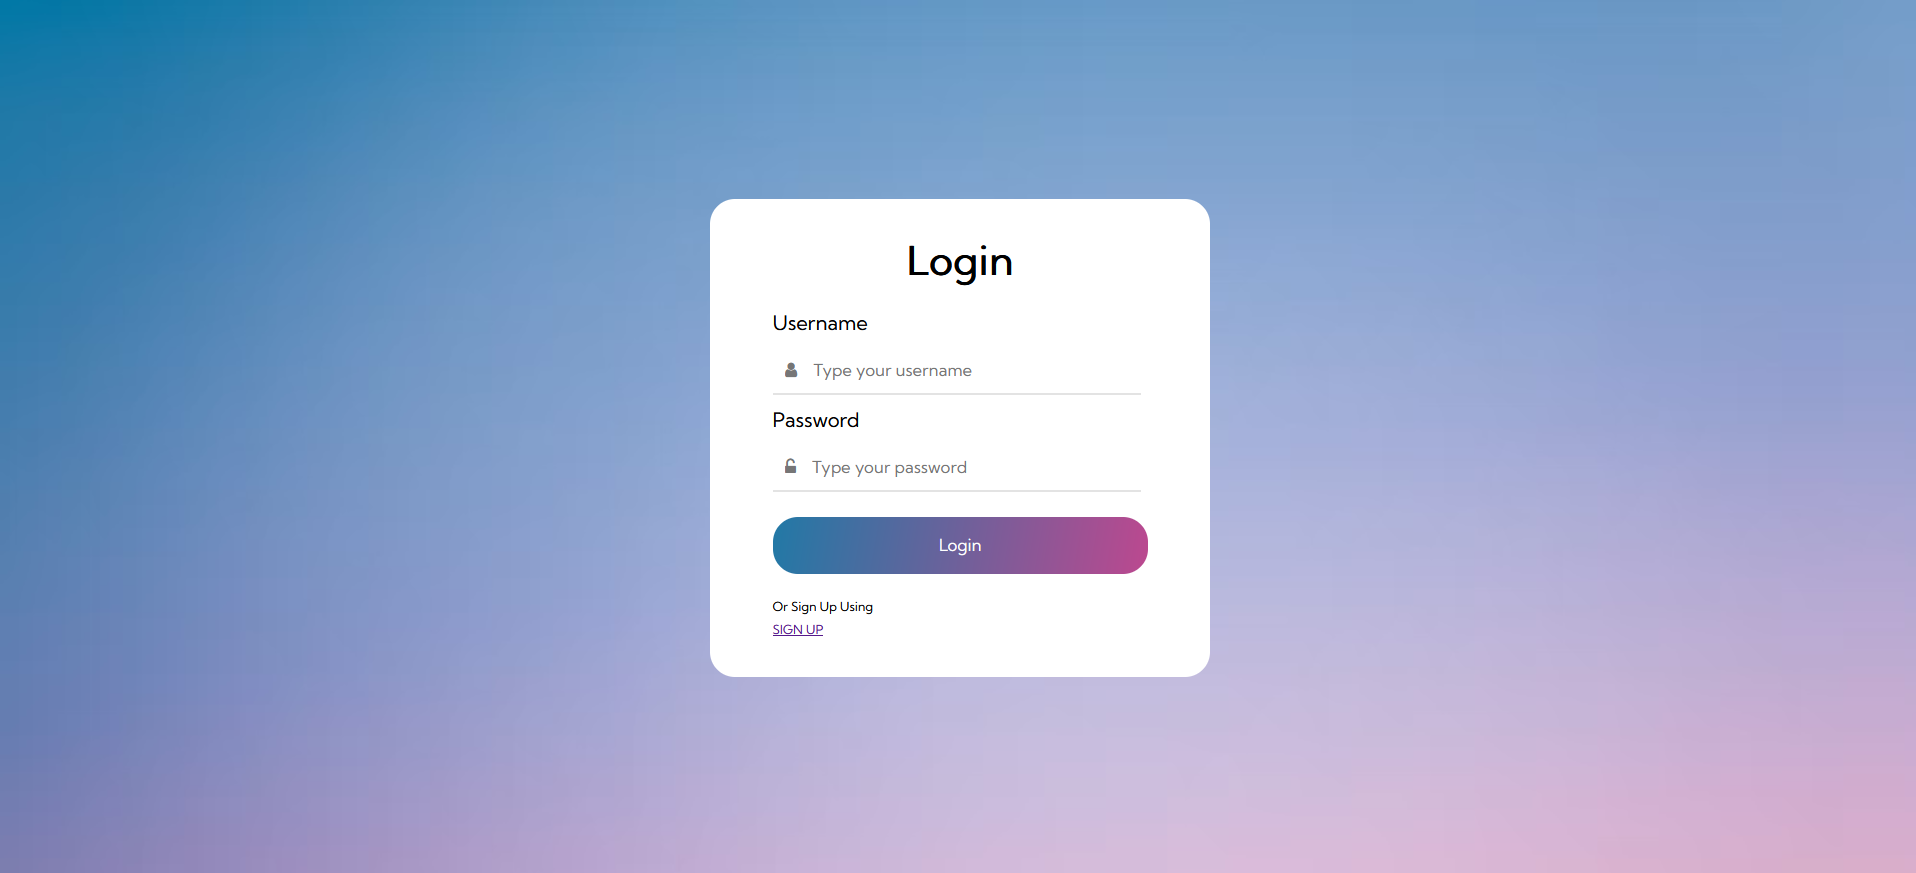 Login
Username
Type your username
Password
Type your password
Login
Or Sign Up Using
SIGN UP